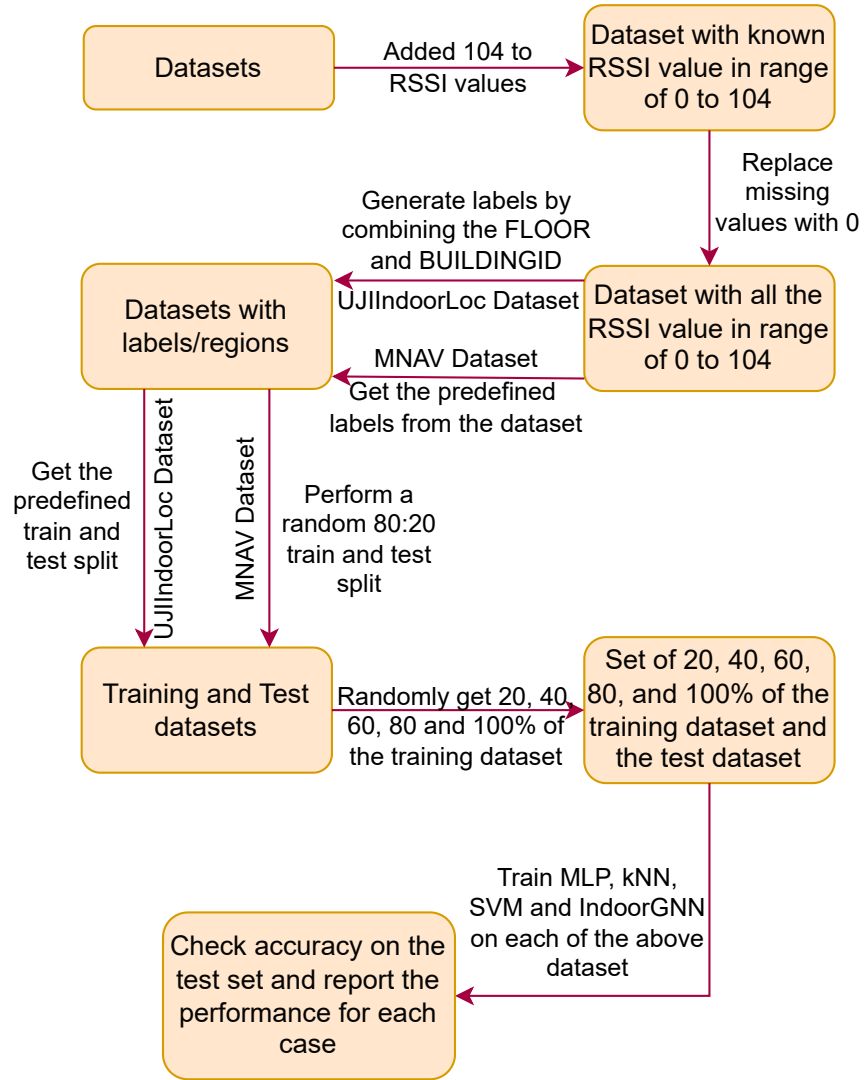 Datasets
Added 104 to
RSSI values
Dataset with known
RSSI value in range
of 0 to 104
Replace
missing
values with 0
Generate labels by
combining the FLOOR
and BUILDINGID
UJIIndoorLoc Dataset
Datasets with
labels/regions
Dataset with all the
RSSI value in range
of 0 to 104
MNAV Dataset
Get the predefined
labels from the dataset
Get the
predefined
train and
test split
UJIIndoorLoc Dataset
MNAV Dataset
Perform a
random 80:20
train and test
split
Training and Test
datasets
Randomly get 20, 40,
60, 80 and 100% of
the training dataset
Set of 20, 40, 60,
80, and 100% of the
training dataset and
the test dataset
Train MLP, kNN,
SVM and IndoorGNN
on each of the above
dataset
Check accuracy on the
test set and report the
performance for each
case